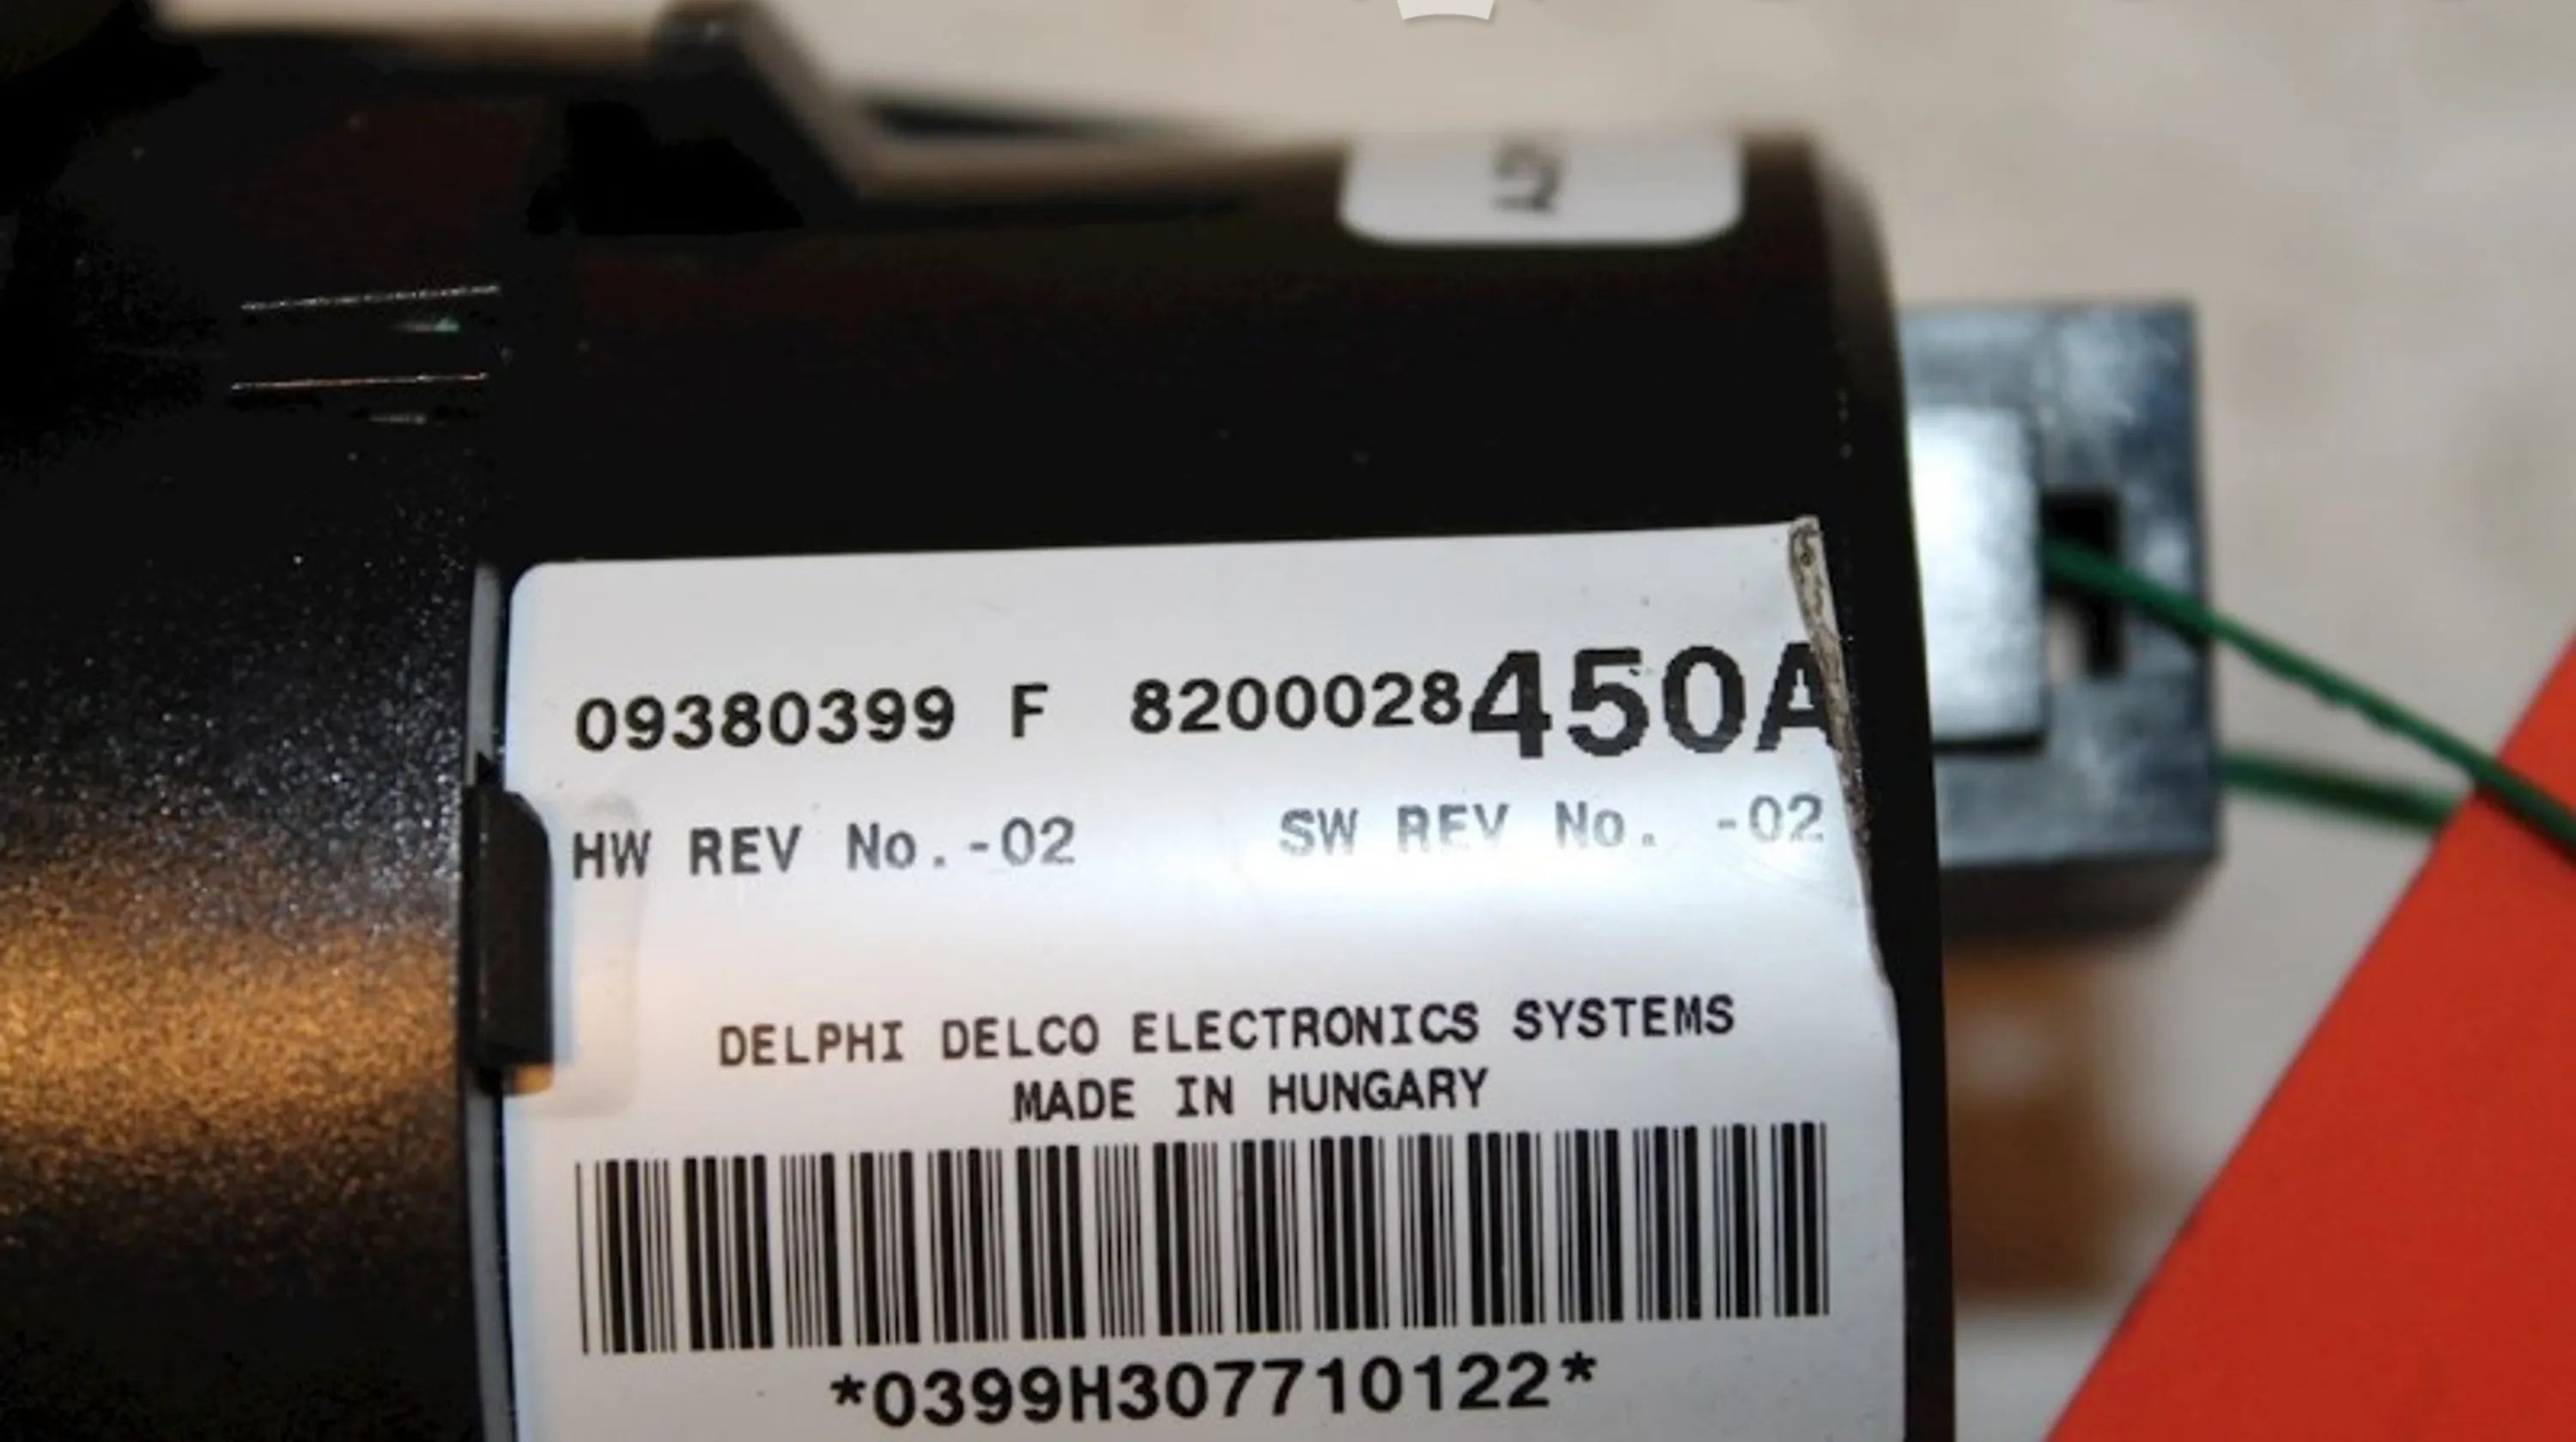 09380399 F 8200028450A
HW REV No.-02 SW REV No. -02
DELPHI DELCO ELECTRONICS SYSTEMS
MADE IN HUNGARY
*0399H307710122*